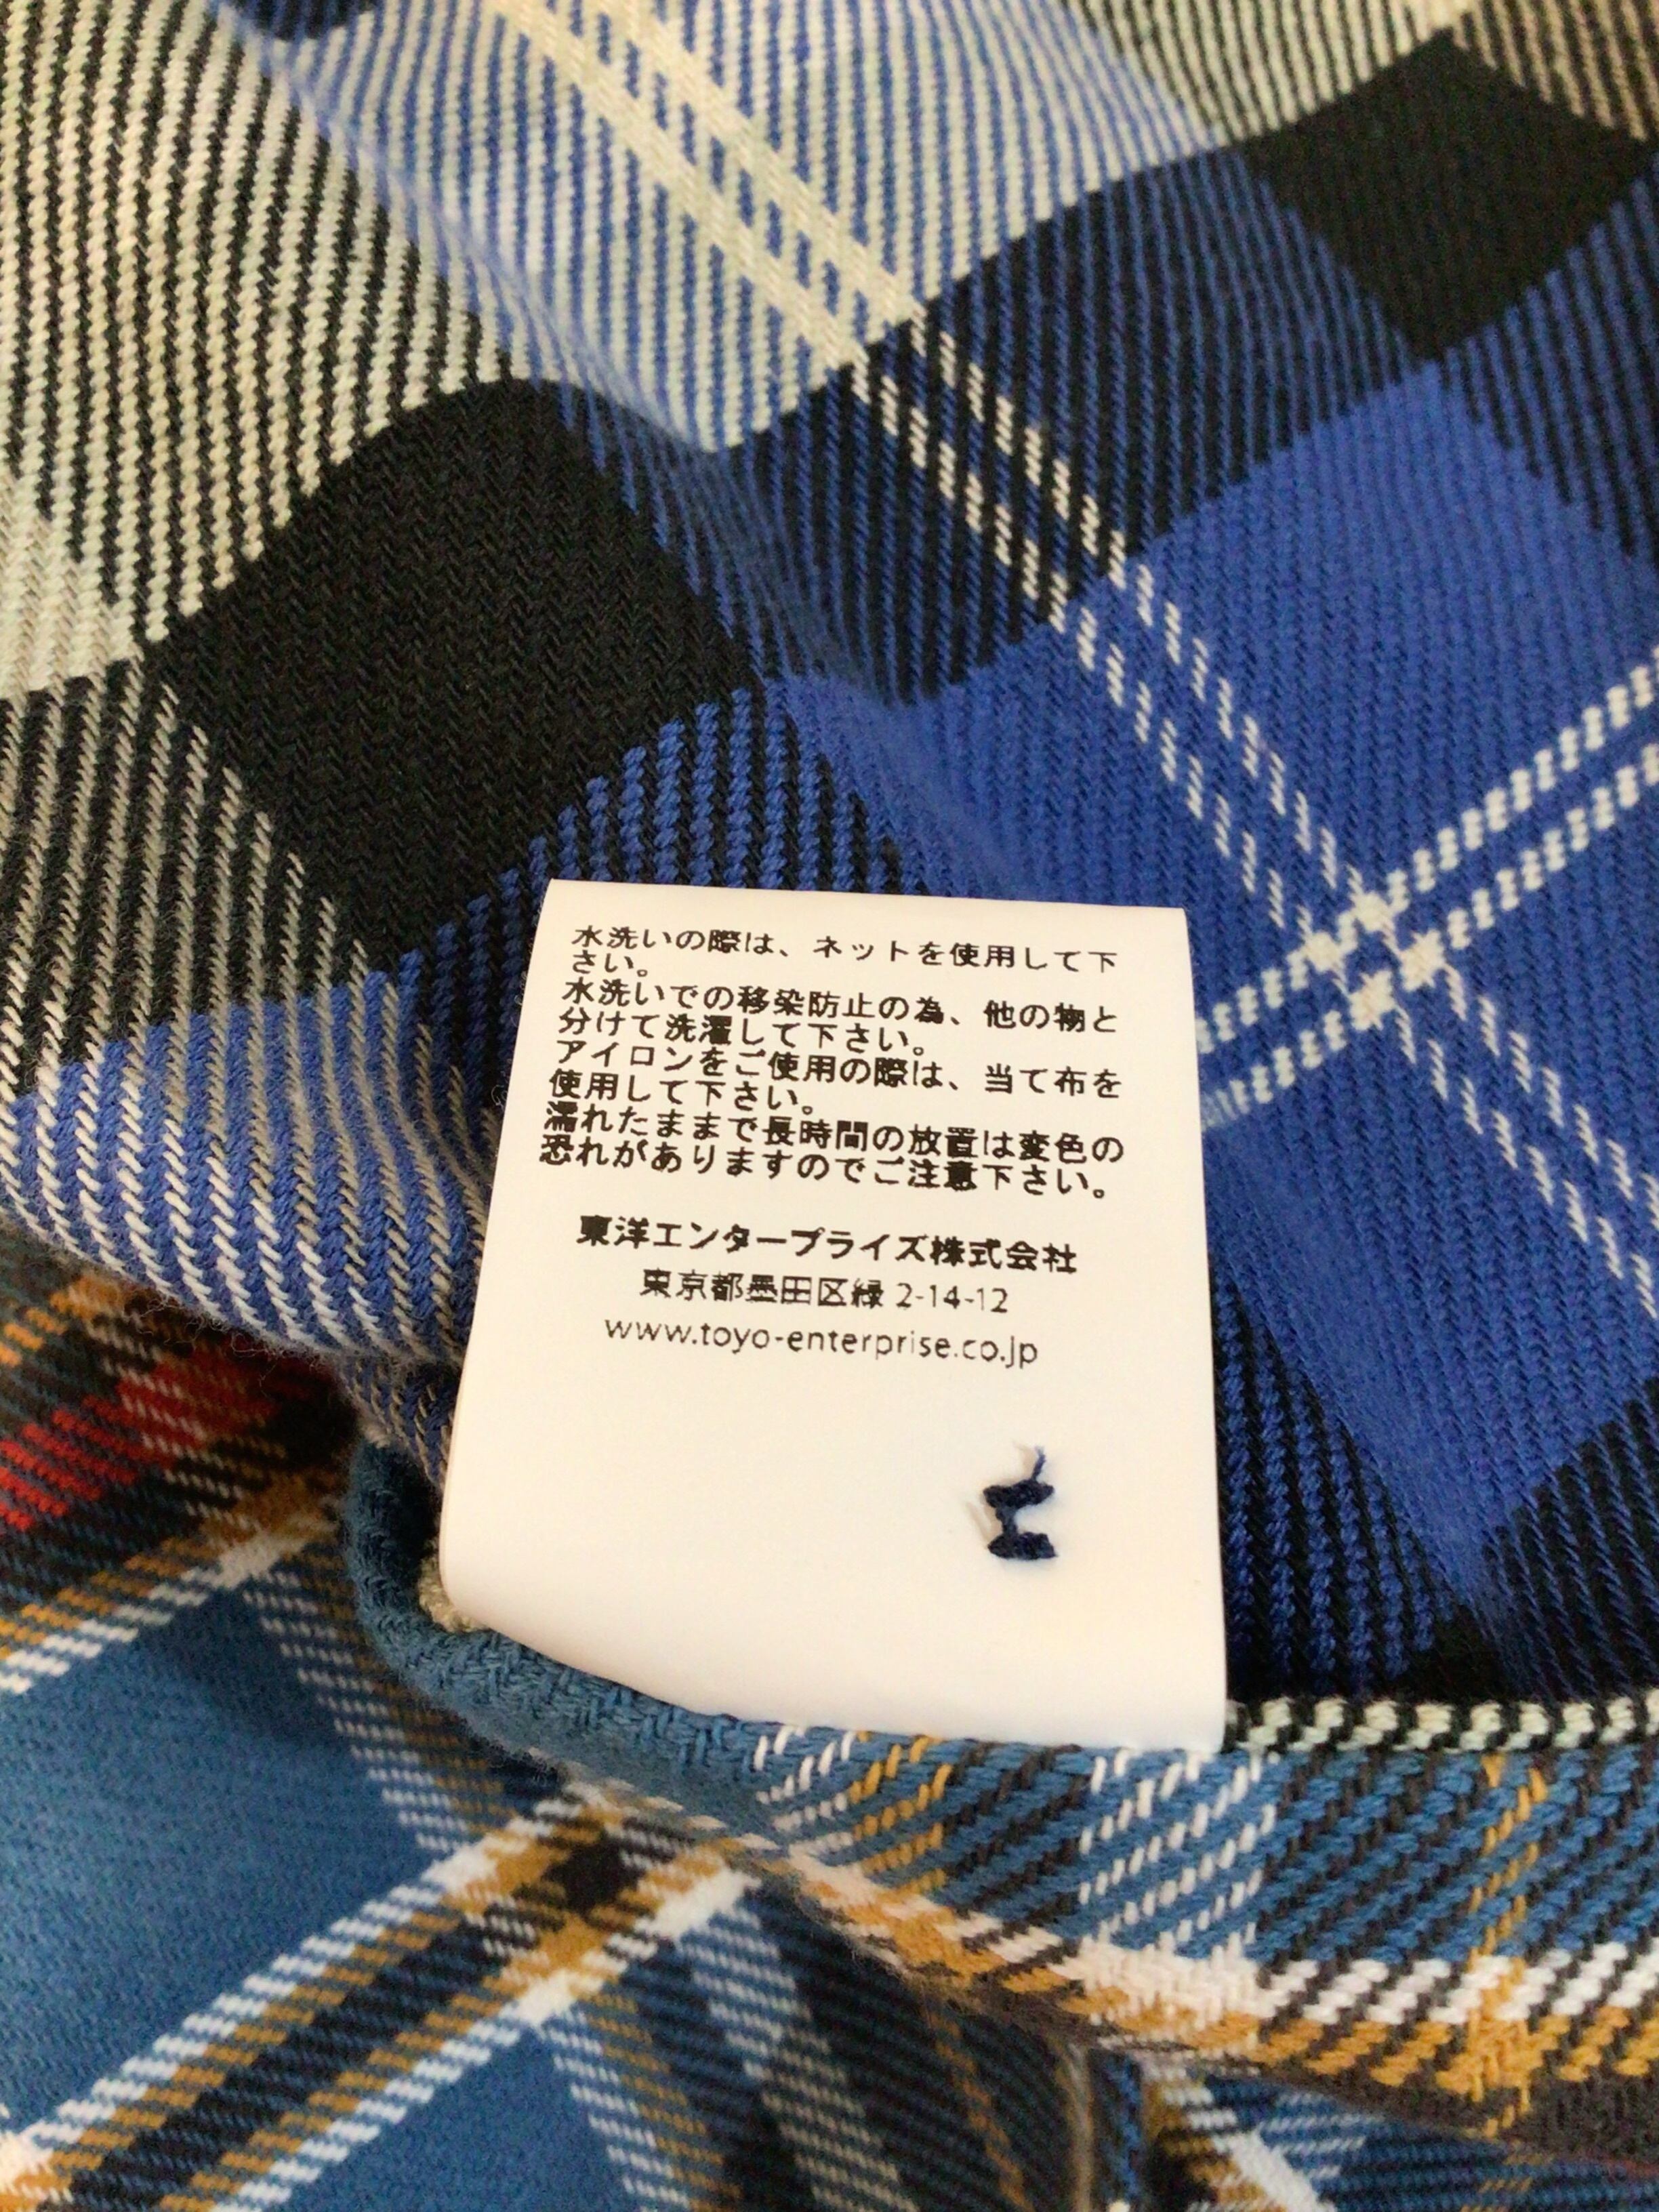 水洗いの際は、ネットを使用して下
さい。
水洗いでの移染防止の為、他の物と
分けて洗濯して下さい。
アイロンをご使用の際は、当て布を
使用して下さい。
濡れたままで長時間の放置は変色の
恐れがありますのでご注意下さい。
東洋エンタープライズ株式会社
東京都墨田区緑 2-14-12
www.toyo-enterprise.co.jp